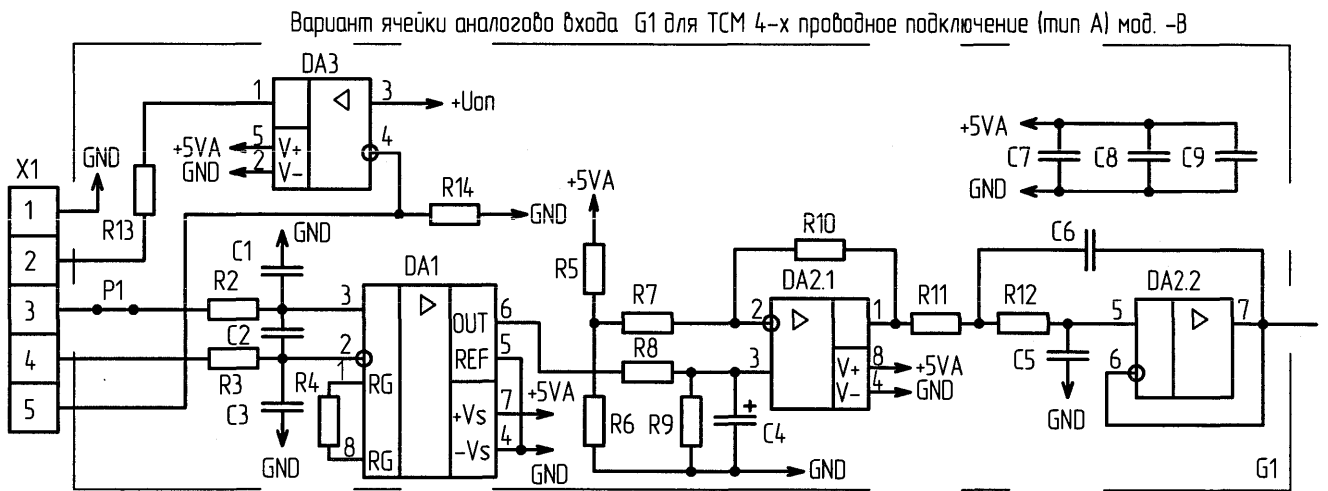 Вариант ячейки аналогова входа G1 для ТСМ 4-х проводное подключение (тип А) мод. -В
DA3
1
3
+Uоп
4
+5VA
5
V+
GND
2
V-
X1
GND
1
R13
2
3
4
5
R14
GND
P1
C1
GND
R2
C2
R3
R4
C3
GND
DA1
3
2
1
RG
8
RG
OUT
6
REF
5
+Vs
7
+5VA
-Vs
4
GND
+5VA
R5
R7
R8
R6
R9
C4
+
GND
R10
DA2.1
2
3
1
V+
8
+5VA
V-
4
GND
R11
R12
C6
C5
GND
DA2.2
5
6
7
+5VA
C7
C8
C9
GND
G1